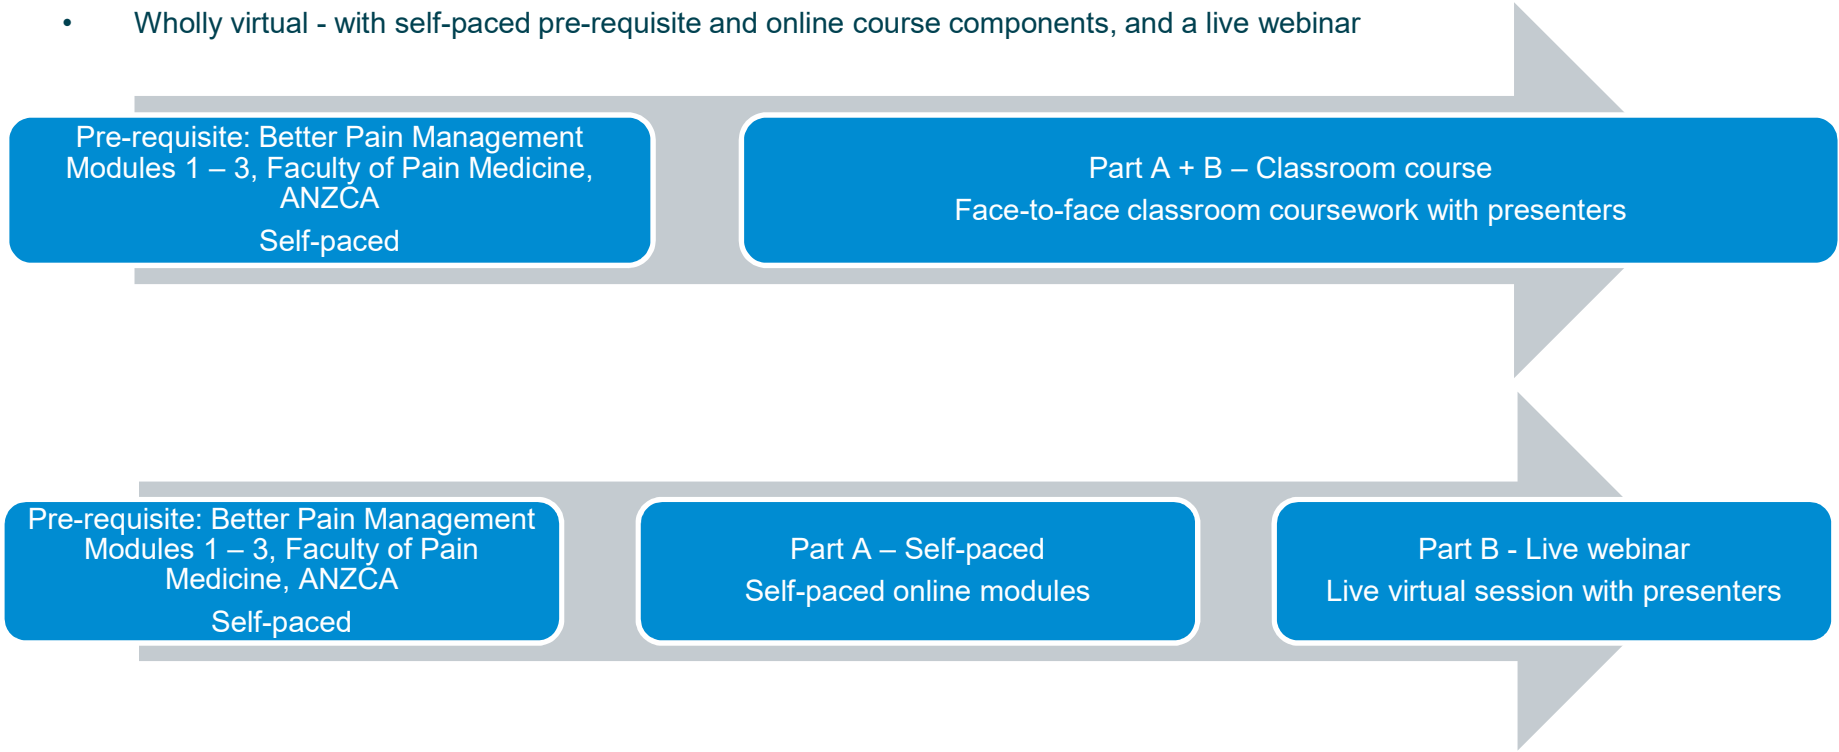 • Wholly virtual - with self-paced pre-requisite and online course components, and a live webinar
Pre-requisite: Better Pain Management
Modules 1 – 3, Faculty of Pain Medicine,
ANZCA
Self-paced
Part A + B – Classroom course
Face-to-face classroom coursework with presenters
Pre-requisite: Better Pain Management
Modules 1 – 3, Faculty of Pain
Medicine, ANZCA
Self-paced
Part A – Self-paced
Self-paced online modules
Part B - Live webinar
Live virtual session with presenters